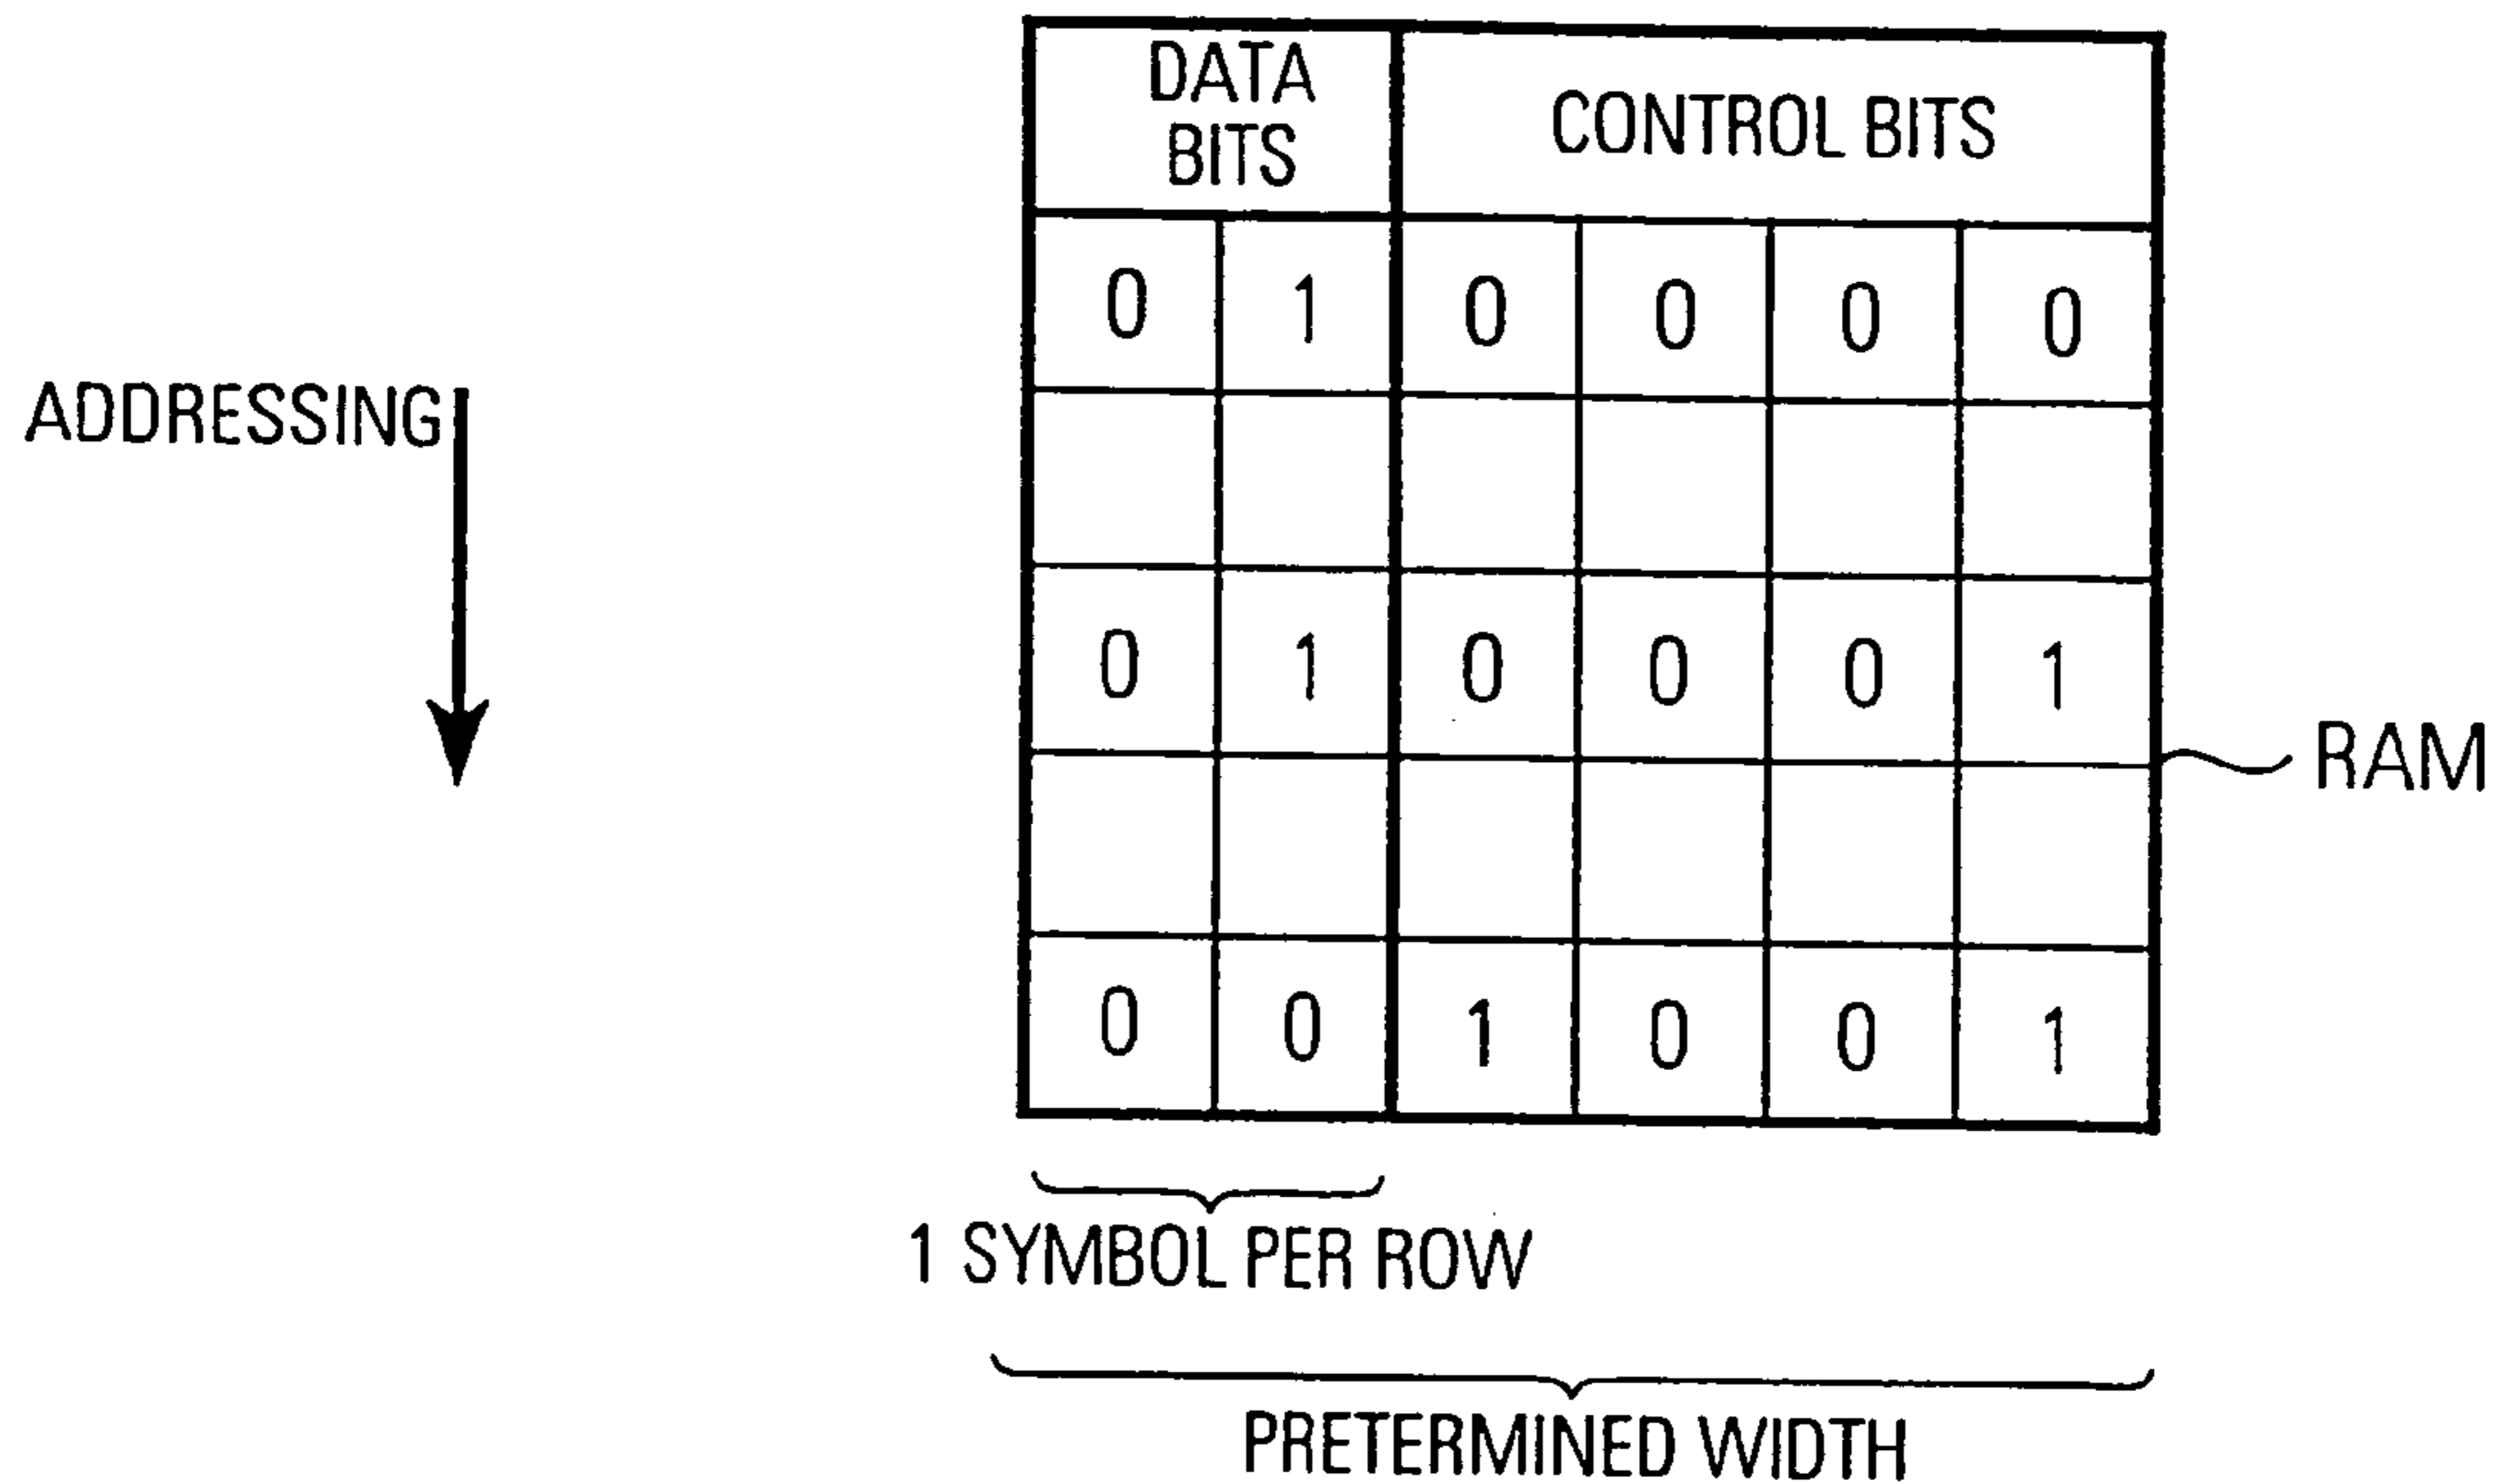 DATA
BITS
CONTROL BITS
0 1 0 0 0 0
ADDRESSING
0 1 0 0 0 1
RAM
0 0 1 0 0 1
1 SYMBOL PER ROW
PRETERMINED WIDTH